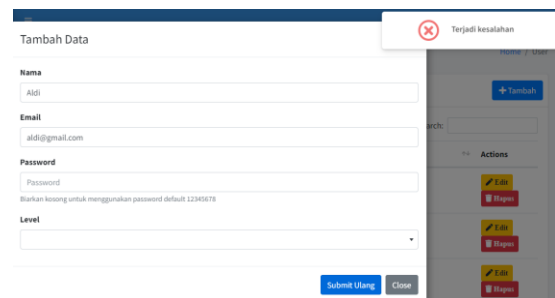 Terjadi kesalahan
Tambah Data
Home / User
Nama
Aldi
+ Tambah
Email
arch:
aldi@gmail.com
Password
Actions
Password
Edit
Biarkan kosong untuk menggunakan password default 12345678
Hapus
Level
Edit
Hapus
Edit
Submit Ulang
Close
Hapus